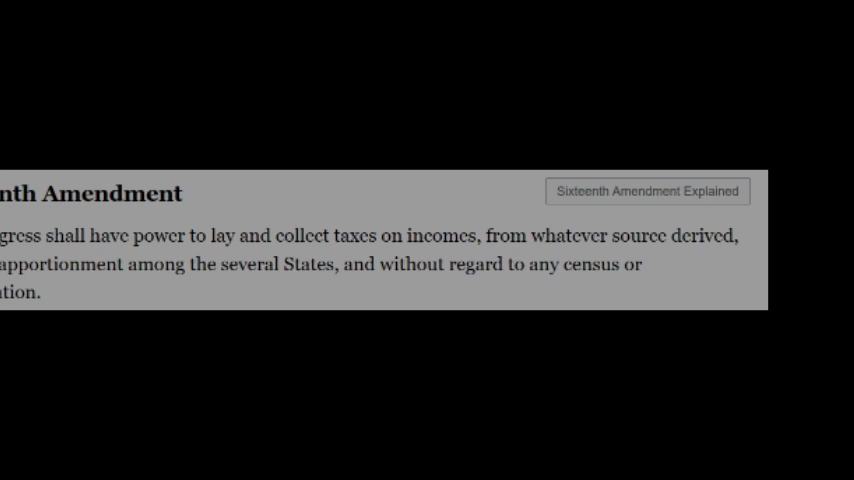 nth Amendment
Sixteenth Amendment Explained
gress shall have power to lay and collect taxes on incomes, from whatever source derived,
apportionment among the several States, and without regard to any census or
tion.